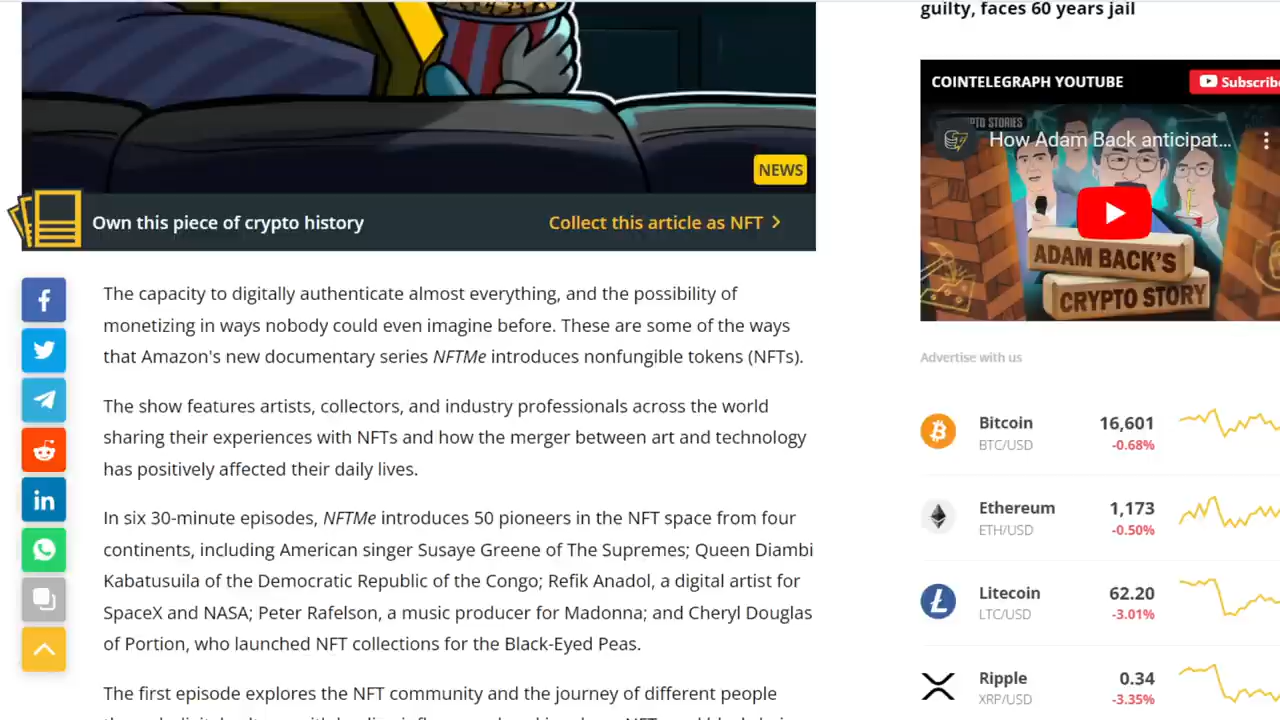 guilty, faces 60 years jail
COINTELEGRAPH YOUTUBE
Subscribe
PTO STORIES
How Adam Back anticipat...
ADAM BACK'S
CRYPTO STORY
NEWS
Own this piece of crypto history
Collect this article as NFT
The capacity to digitally authenticate almost everything, and the possibility of
monetizing in ways nobody could even imagine before. These are some of the ways
that Amazon's new documentary series NFTMe introduces nonfungible tokens (NFTs).
The show features artists, collectors, and industry professionals across the world
sharing their experiences with NFTs and how the merger between art and technology
has positively affected their daily lives.
In six 30-minute episodes, NFTMe introduces 50 pioneers in the NFT space from four
continents, including American singer Susaye Greene of The Supremes; Queen Diambi
Kabatusuila of the Democratic Republic of the Congo; Refik Anadol, a digital artist for
SpaceX and NASA; Peter Rafelson, a music producer for Madonna; and Cheryl Douglas
of Portion, who launched NFT collections for the Black-Eyed Peas.
The first episode explores the NFT community and the journey of different people
Advertise with us
Bitcoin 16,601
BTC/USD -0.68%
Ethereum 1,173
ETH/USD -0.50%
Litecoin 62.20
LTC/USD -3.01%
Ripple 0.34
XRP/USD -3.35%